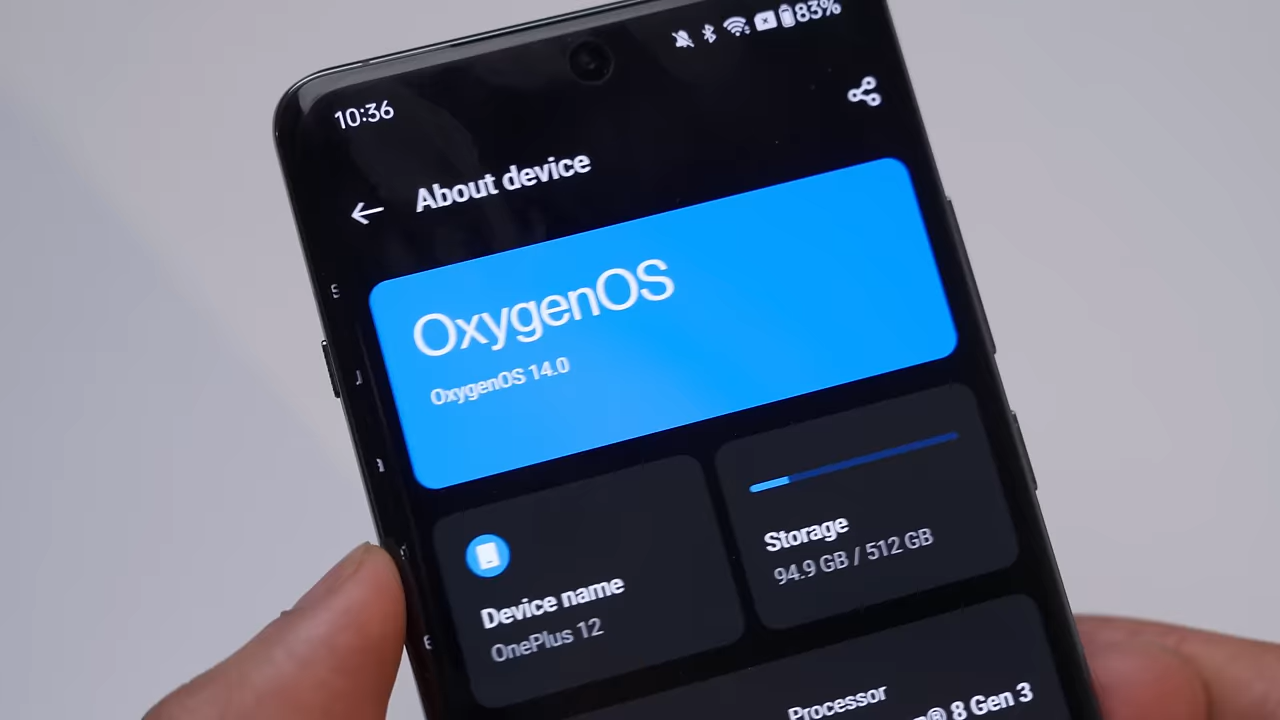 83%
10:36
About device
OxygenOS
OxygenOS 14.0
Storage
94.9 GB / 512 GB
Device name
OnePlus 12
Processor
® 8 Gen 3